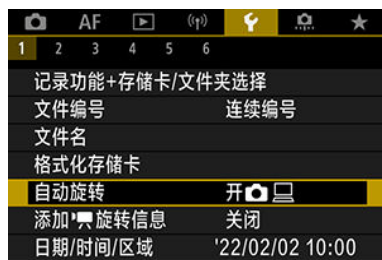 AF
1 2 3 4 5 6
记录功能+存储卡/文件夹选择
文件编号 连续编号
文件名
格式化存储卡
自动旋转 开
添加旋转信息 关闭
日期/时间/区域 '22/02/02 10:00